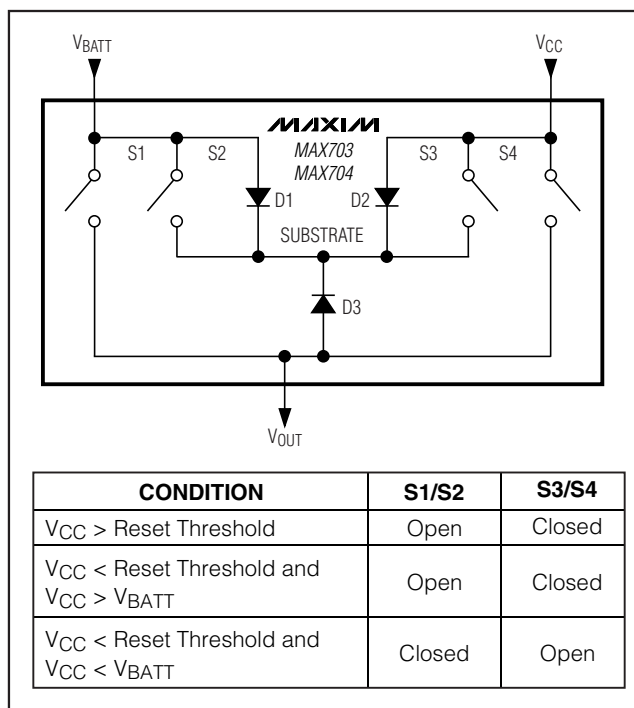 VBATT VCC
MAXIM
S1 S2 MAX703 S3 S4
MAX704
D1 D2
SUBSTRATE
D3
VOUT
CONDITION S1/S2 S3/S4
VCC > Reset Threshold Open Closed
VCC < Reset Threshold and
VCC > VBATT Open Closed
VCC < Reset Threshold and
VCC < VBATT Closed Open